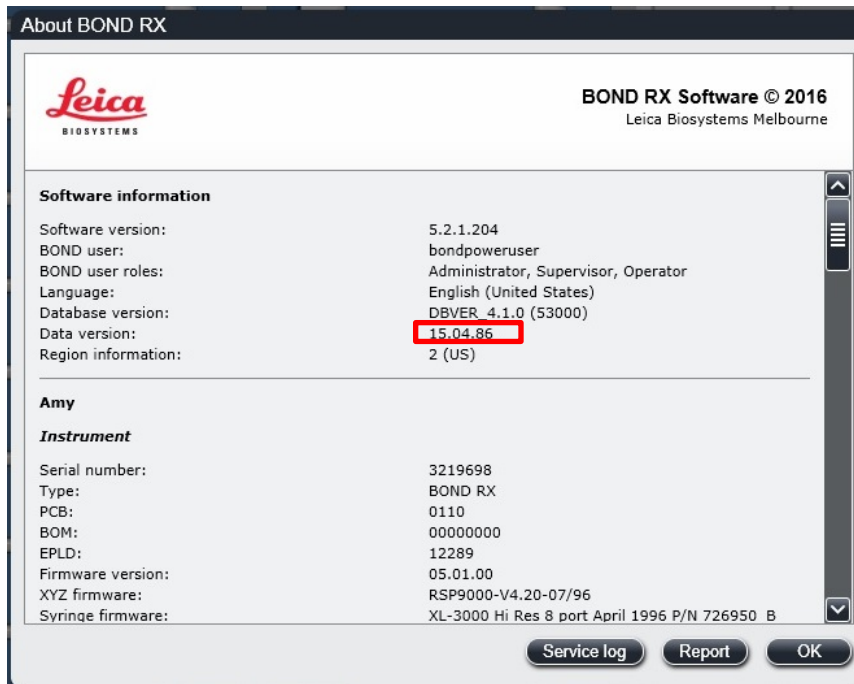 About BOND RX
Leica
BIOSYSTEMS
BOND RX Software © 2016
Leica Biosystems Melbourne
Software information
Software version: 5.2.1.204
BOND user: bondpoweruser
BOND user roles: Administrator, Supervisor, Operator
Language: English (United States)
Database version: DBVER_4.1.0 (53000)
Data version: 15.04.86
Region information: 2 (US)
Amy
Instrument
Serial number: 3219698
Type: BOND RX
PCB: 0110
BOM: 00000000
EPLD: 12289
Firmware version: 05.01.00
XYZ firmware: RSP9000-V4.20-07/96
Syringe firmware: XL-3000 Hi Res 8 port April 1996 P/N 726950_B
Service log Report OK